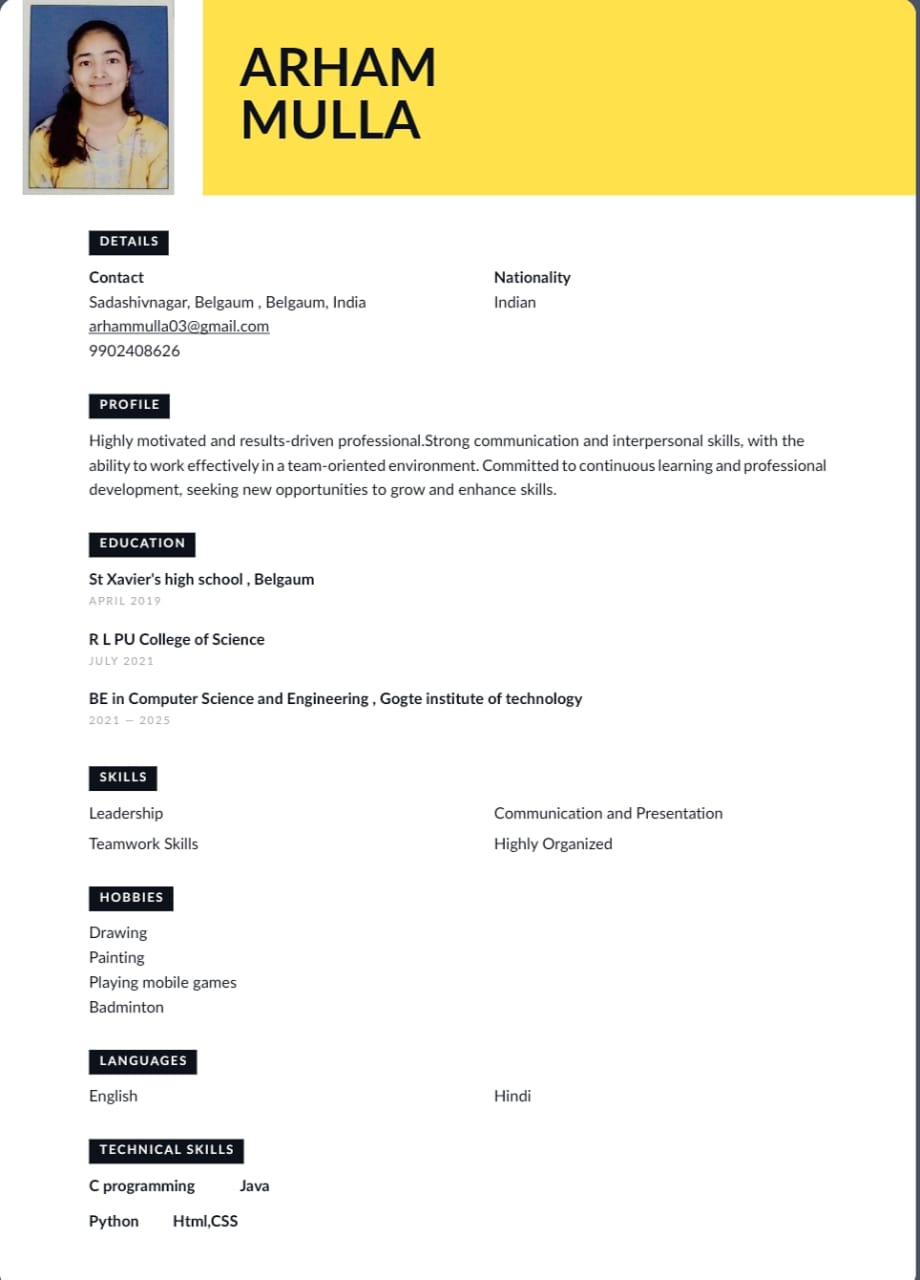 ARHAM
MULLA
DETAILS
Contact
Sadashivnagar, Belgaum , Belgaum, India
arhammulla03@gmail.com
9902408626
Nationality
Indian
PROFILE
Highly motivated and results-driven professional.Strong communication and interpersonal skills, with the
ability to work effectively in a team-oriented environment. Committed to continuous learning and professional
development, seeking new opportunities to grow and enhance skills.
EDUCATION
St Xavier's high school , Belgaum
APRIL 2019
R L PU College of Science
JULY 2021
BE in Computer Science and Engineering , Gogte institute of technology
2021 — 2025
SKILLS
Leadership
Communication and Presentation
Teamwork Skills
Highly Organized
HOBBIES
Drawing
Painting
Playing mobile games
Badminton
LANGUAGES
English
Hindi
TECHNICAL SKILLS
C programming Java
Python Html,CSS